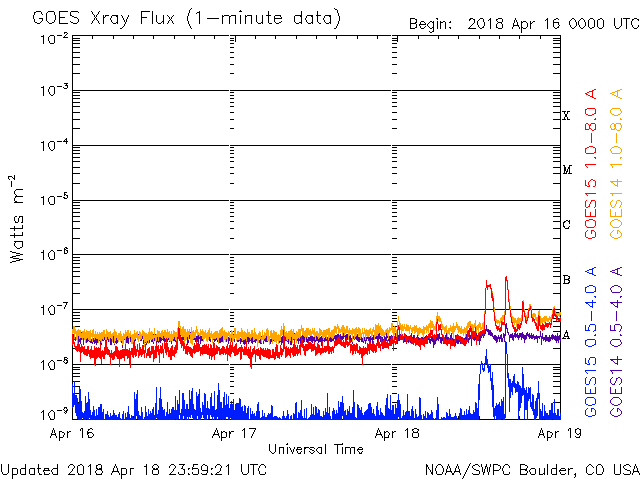 GOES Xray Flux (1-minute data)
Begin: 2018 Apr 16 0000 UTC
Watts m-2
10-2
10-3
10-4
10-5
10-6
10-7
10-8
10-9
X
M
C
B
A
GOES15 1.0-8.0 A
GOES14 1.0-8.0 A
GOES15 0.5-4.0 A
GOES14 0.5-4.0 A
Apr 16
Apr 17
Apr 18
Apr 19
Universal Time
Updated 2018 Apr 18 23:59:21 UTC
NOAA/SWPC Boulder, CO USA